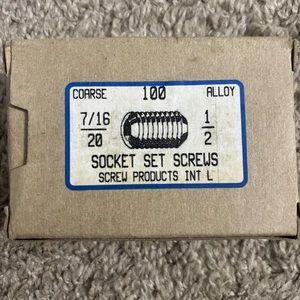 COARSE 100 ALLOY
7/16 1
20 2
SOCKET SET SCREWS
SCREW PRODUCTS INT L